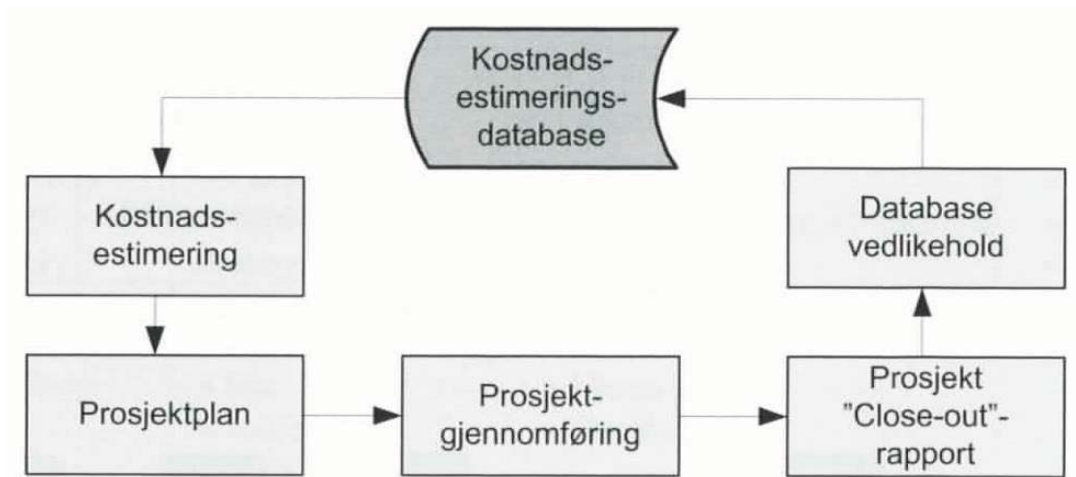 Kostnads-
estimerings-
database
Kostnads-
estimering
Database
vedlikehold
Prosjektplan
Prosjekt-
gjennomføring
Prosjekt
”Close-out”-
rapport